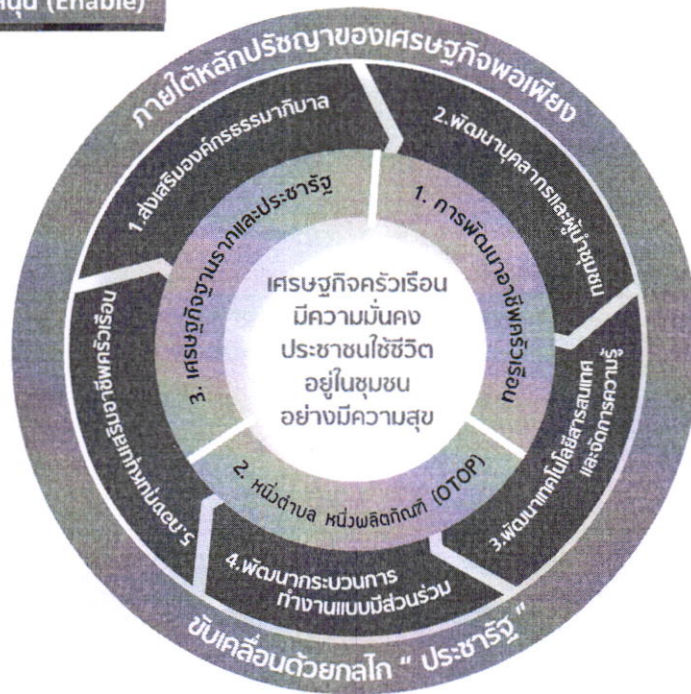 (Enable)
ภายใต้หลักปรัชญาของเศรษฐกิจพอเพียง
1.ส่งเสริมองค์กรธรรมาภิบาล
2.พัฒนาบุคลากรและผู้นำชุมชน
3.พัฒนาเทคโนโลยีสารสนเทศ
และจัดการความรู้
4.พัฒนากระบวนการ
ทำงานแบบมีส่วนร่วม
5.กองทุนหุนเสริมอาชีพครัวเรือน
1. การพัฒนาอาชีพครัวเรือน
2. หนึ่งตำบล หนึ่งผลิตภัณฑ์ (OTOP)
3. เศรษฐกิจฐานรากและประชารัฐ
เศรษฐกิจครัวเรือน
มีความมั่นคง
ประชาชนใช้ชีวิต
อยู่ในชุมชน
อย่างมีความสุข
ขับเคลื่อนด้วยกลไก " ประชารัฐ "